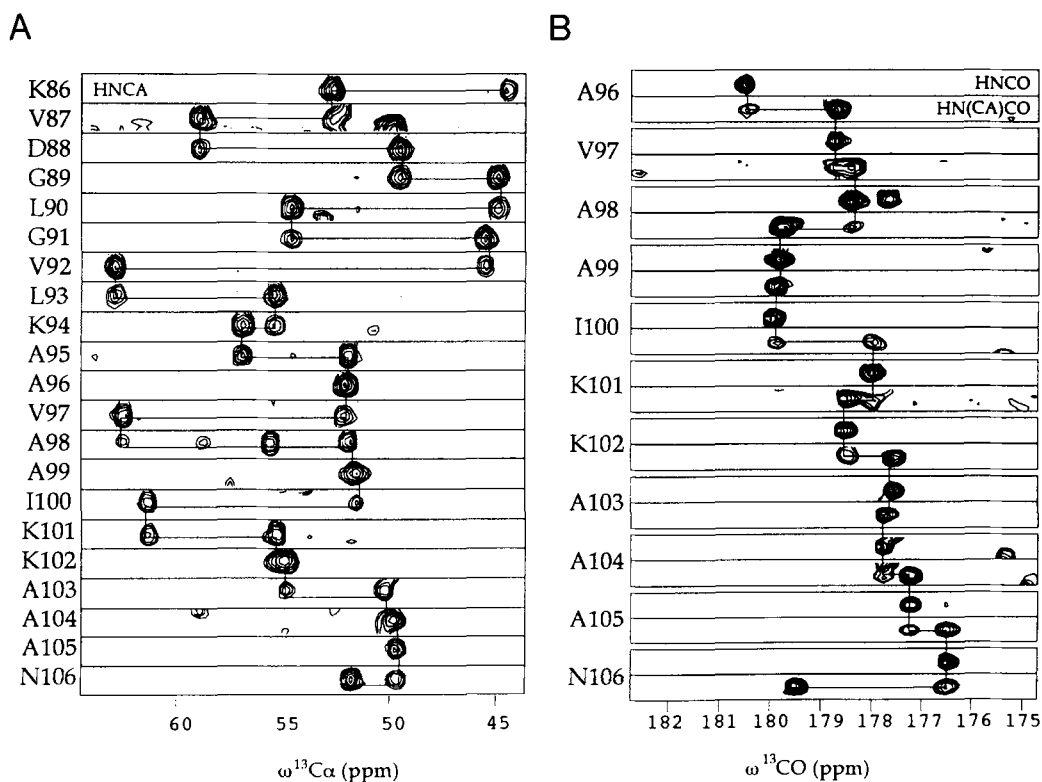 A
HNCA
K86
V87
D88
G89
L90
G91
V92
L93
K94
A95
A96
V97
A98
A99
I100
K101
K102
A103
A104
A105
N106
60 55 50 45
ω¹³Cα (ppm)
B
A96
HNCO
HN(CA)CO
V97
A98
A99
I100
K101
K102
A103
A104
A105
N106
182 181 180 179 178 177 176 175
ω¹³CO (ppm)